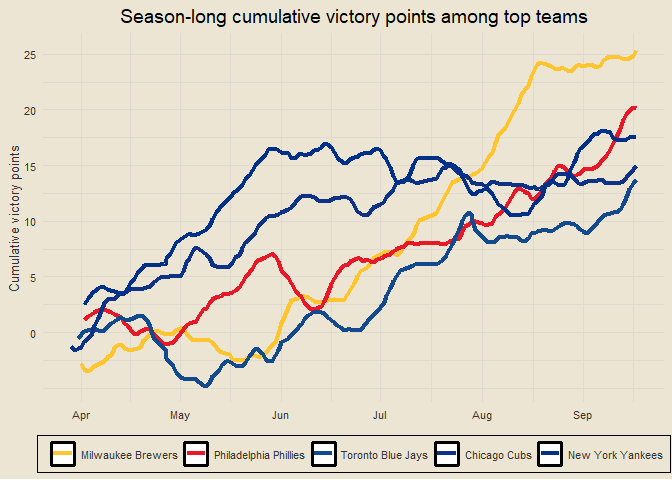 Season-long cumulative victory points among top teams
Cumulative victory points
25
20
15
10
5
0
Apr May Jun Jul Aug Sep
Milwaukee Brewers Philadelphia Phillies Toronto Blue Jays Chicago Cubs New York Yankees